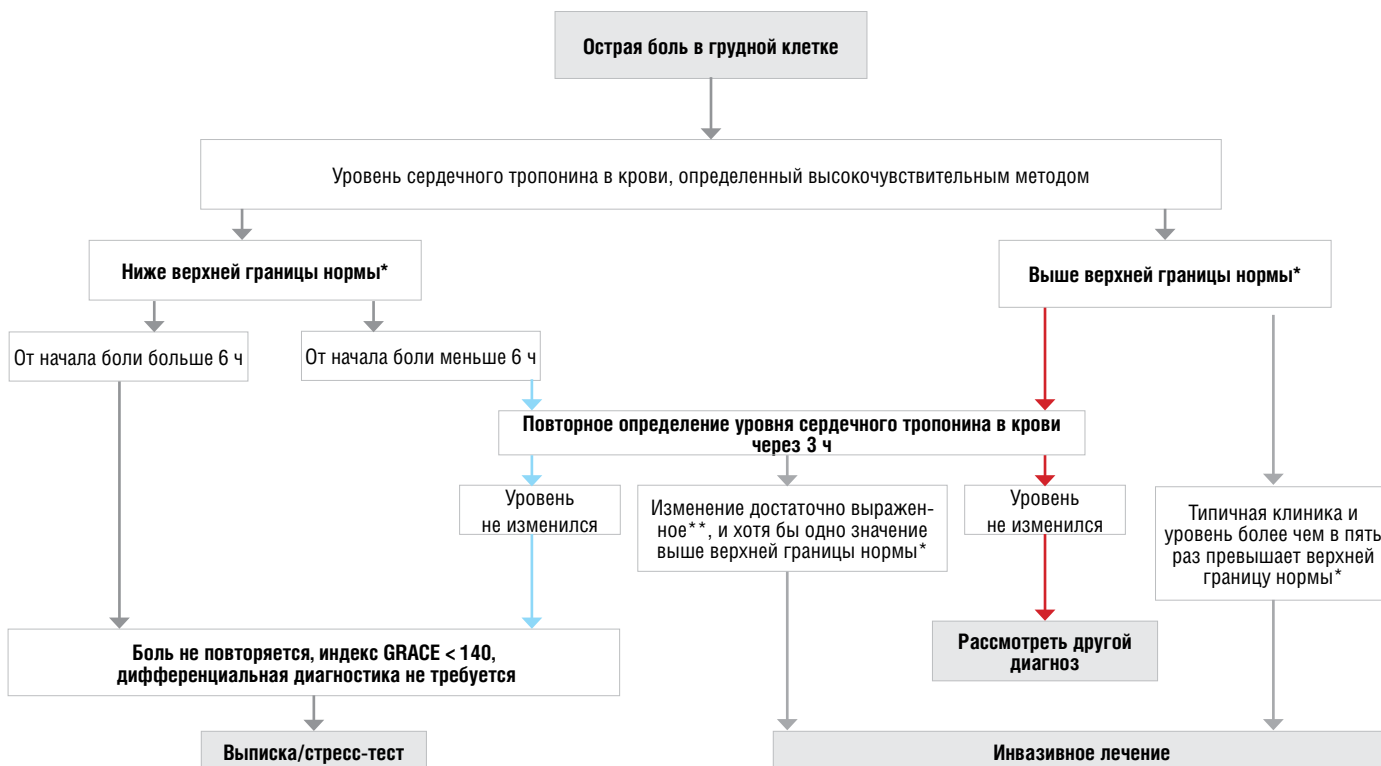 Острая боль в грудной клетке
Уровень сердечного тропонина в крови, определенный высокочувствительным методом
Ниже верхней границы нормы*
Выше верхней границы нормы*
От начала боли больше 6 ч
От начала боли меньше 6 ч
Повторное определение уровня сердечного тропонина в крови
через 3 ч
Уровень
не изменился
Изменение достаточно выражен-
ное**, и хотя бы одно значение
выше верхней границы нормы*
Уровень
не изменился
Типичная клиника и
уровень более чем в пять
раз превышает верхней
границу нормы*
Боль не повторяется, индекс GRACE < 140,
дифференциальная диагностика не требуется
Рассмотреть другой
диагноз
Выписка/стресс-тест
Инвазивное лечение